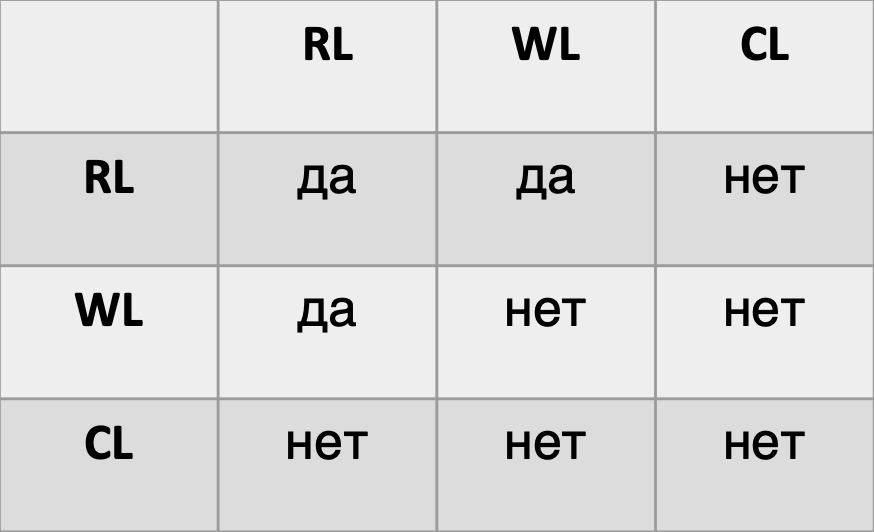 RL WL CL
RL да да нет
WL да нет нет
CL нет нет нет